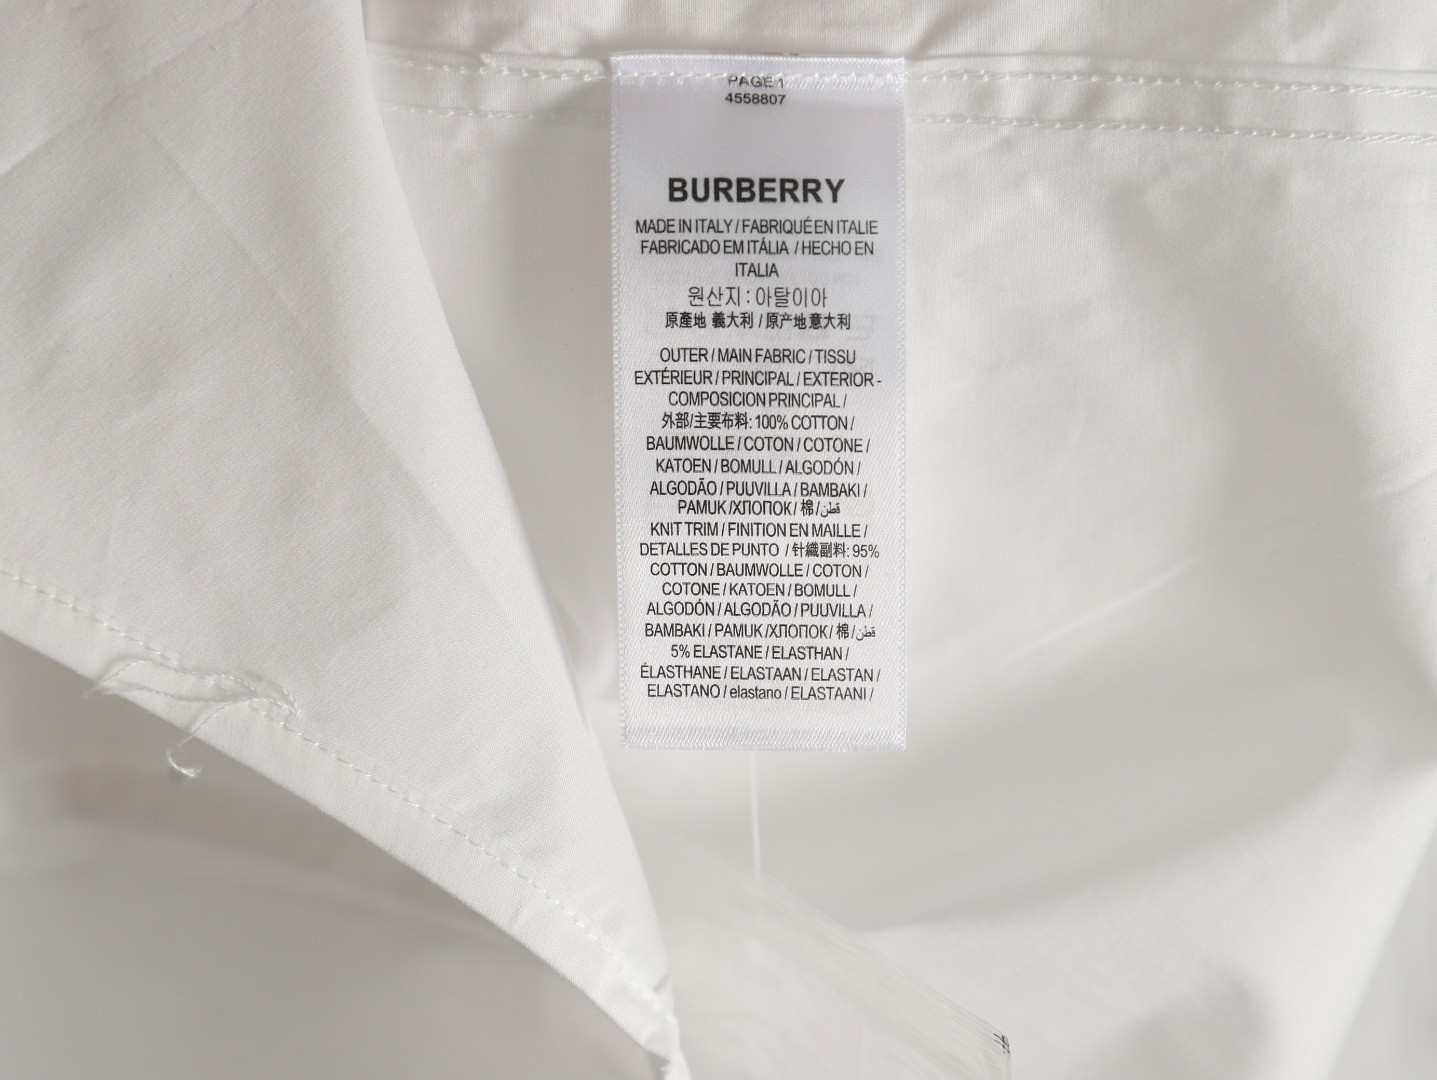 PAGE 1
4558807
BURBERRY
MADE IN ITALY / FABRIQUÉ EN ITALIE
FABRICADO EM ITÁLIA / HECHO EN
ITALIA
원산지 : 아탈이아
原產地 義大利 / 原产地意大利
OUTER / MAIN FABRIC / TISSU
EXTÉRIEUR / PRINCIPAL / EXTERIOR -
COMPOSICION PRINCIPAL /
外部/主要布料: 100% COTTON /
BAUMWOLLE / COTON / COTONE /
KATOEN / BOMULL / ALGODÓN /
ALGODÃO / PUUVILLA / BAMBAKI /
PAMUK /ХЛОПОК / 棉 / قطن
KNIT TRIM / FINITION EN MAILLE /
DETALLES DE PUNTO / 針織副料: 95%
COTTON / BAUMWOLLE / COTON /
COTONE / KATOEN / BOMULL /
ALGODÓN / ALGODÃO / PUUVILLA /
BAMBAKI / PAMUK /ХЛОПОК / 棉 / قطن
5% ELASTANE / ELASTHAN /
ÉLASTHANE / ELASTAAN / ELASTAN /
ELASTANO / elastano / ELASTAANI /